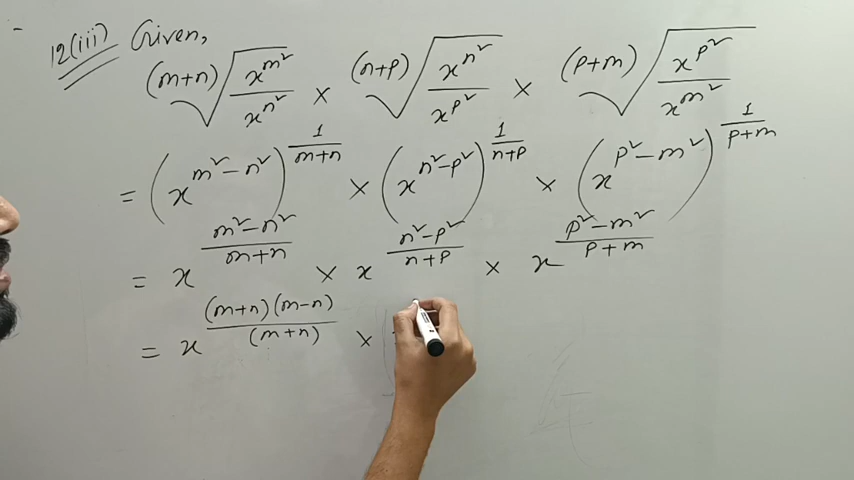 12(iii) Given,
(m+n)√(x^m²/x^n²) × (n+p)√(x^n²/x^p²) × (p+m)√(x^p²/x^m²)
= (x^(m²-n²))^(1/(m+n)) × (x^(n²-p²))^(1/(n+p)) × (x^(p²-m²))^(1/(p+m))
= x^((m²-n²)/(m+n)) × x^((n²-p²)/(n+p)) × x^((p²-m²)/(p+m))
= x^((m+n)(m-n)/(m+n)) ×